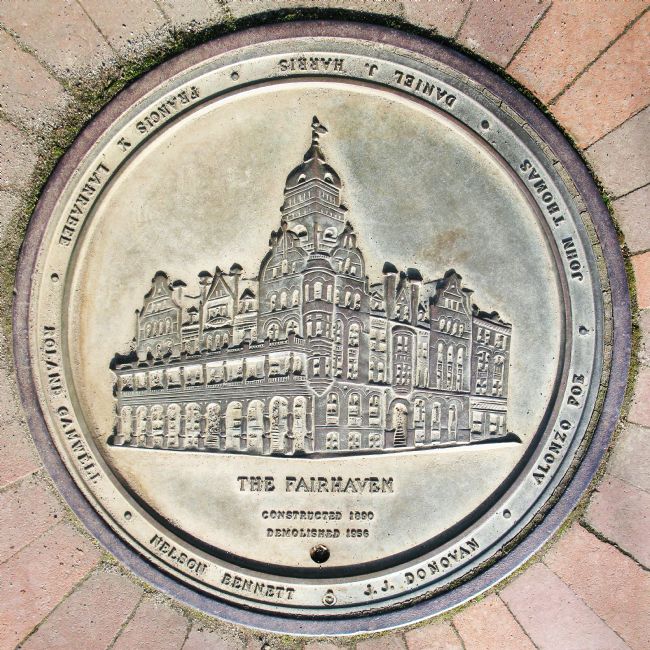 DANIEL J. HARRIS
JOHN THOMAS
ALONZO POE
J.J. DONOVAN
NELSON BENNETT
ROLAND GAMWELL
FRANCIS X LARRABEE
THE FAIRHAVEN
CONSTRUCTED 1890
DEMOLISHED 1956